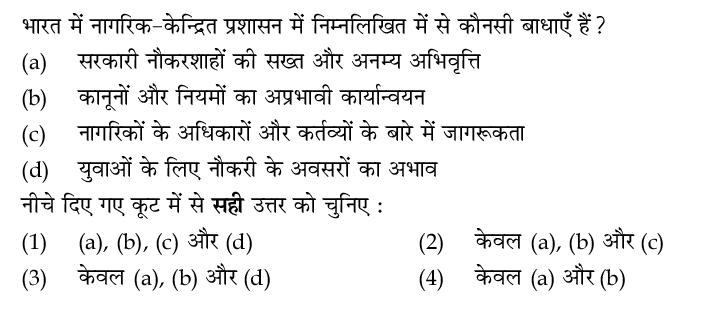 भारत में नागरिक-केन्द्रित प्रशासन में निम्नलिखित में से कौनसी बाधाएँ हैं ?
(a) सरकारी नौकरशाहों की सख्त और अनम्य अभिवृत्ति
(b) कानूनों और नियमों का अप्रभावी कार्यान्वयन
(c) नागरिकों के अधिकारों और कर्तव्यों के बारे में जागरूकता
(d) युवाओं के लिए नौकरी के अवसरों का अभाव
नीचे दिए गए कूट में से सही उत्तर को चुनिए :
(1) (a), (b), (c) और (d) (2) केवल (a), (b) और (c)
(3) केवल (a), (b) और (d) (4) केवल (a) और (b)